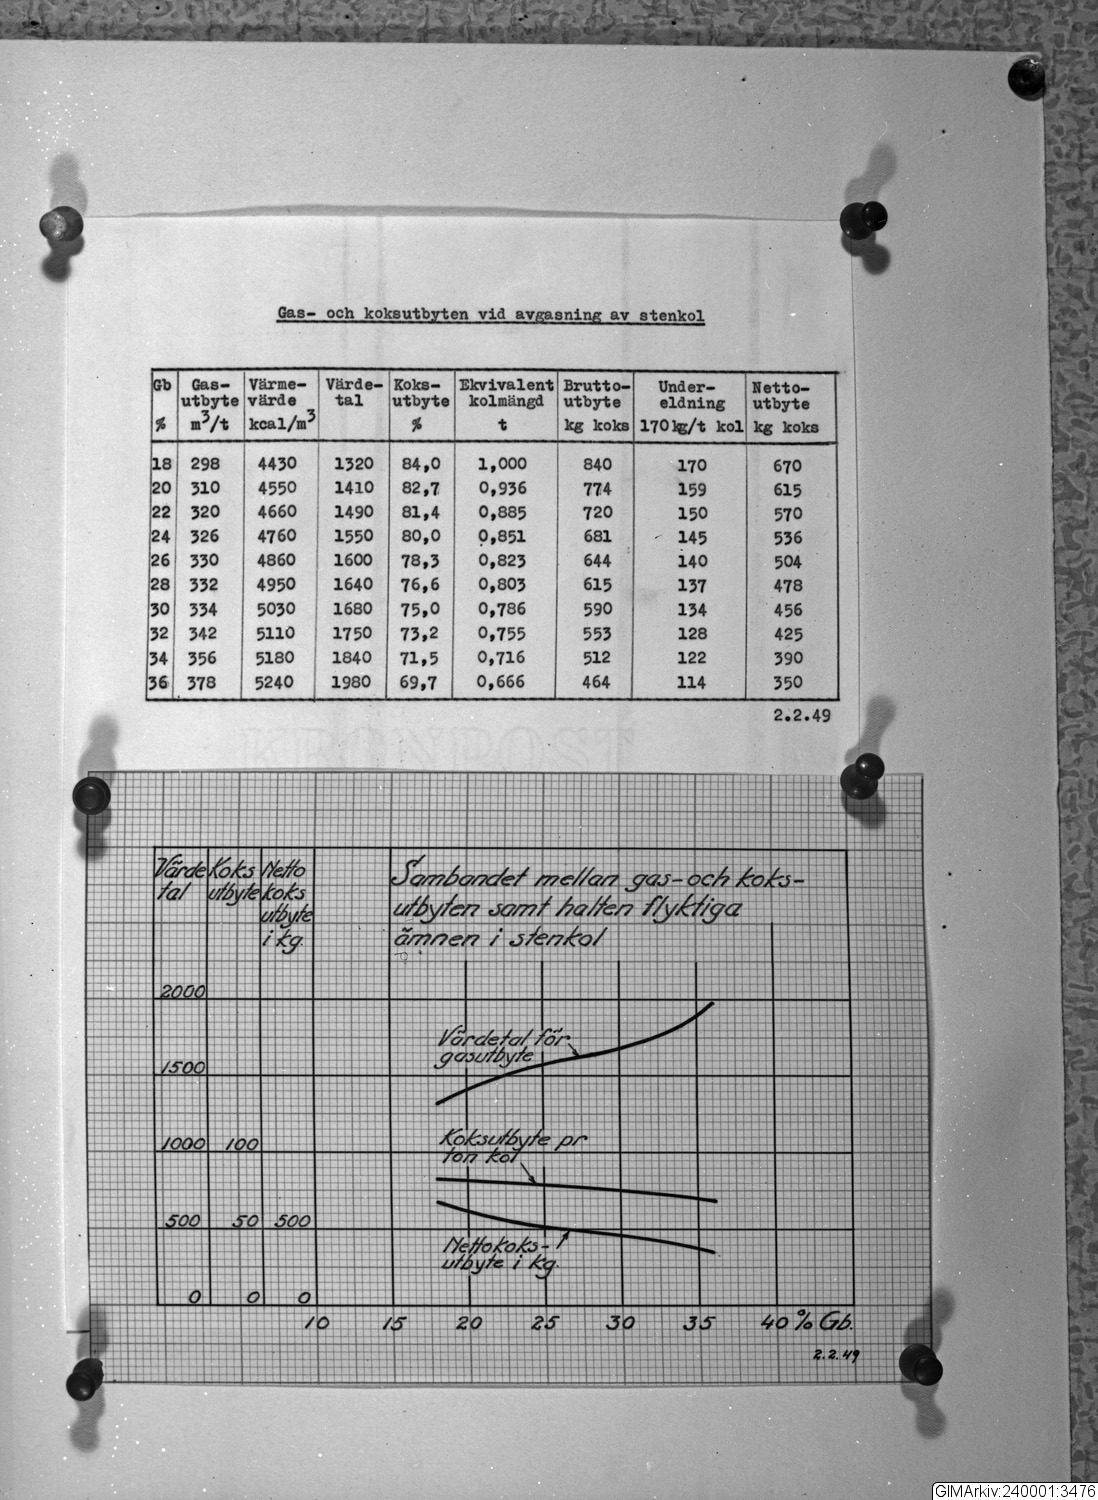 Gas- och koksutbyten vid avgasning av stenkol
Gb Gas- Värme- Värde- Koks- Ekvivalent Brutto- Under- Netto-
utbyte värde tal utbyte kolmängd utbyte eldning utbyte
% m³/t kcal/m³ % t kg koks 170kg/t kol kg koks
18 298 4430 1320 84,0 1,000 840 170 670
20 310 4550 1410 82,7 0,936 774 159 615
22 320 4660 1490 81,4 0,885 720 150 570
24 326 4760 1550 80,0 0,851 681 145 536
26 330 4860 1600 78,3 0,823 644 140 504
28 332 4950 1640 76,6 0,803 615 137 478
30 334 5030 1680 75,0 0,786 590 134 456
32 342 5110 1750 73,2 0,755 553 128 425
34 356 5180 1840 71,5 0,716 512 122 390
36 378 5240 1980 69,7 0,666 464 114 350
2.2.49
Värde Koks Netto
tal utbyte koks
utbyte
i kg.
Sambandet mellan gas- och koks-
utbyten samt halten flyktiga
ämnen i stenkol
2000
Värdetal för
gasutbyte
1500
Koksutbyte pr
ton kol
1000 100
500 50 500
Nettokoks-
utbyte i kg.
0 0 0
10 15 20 25 30 35 40 % Gb.
2.2.49
GIMArkiv:240001:3476